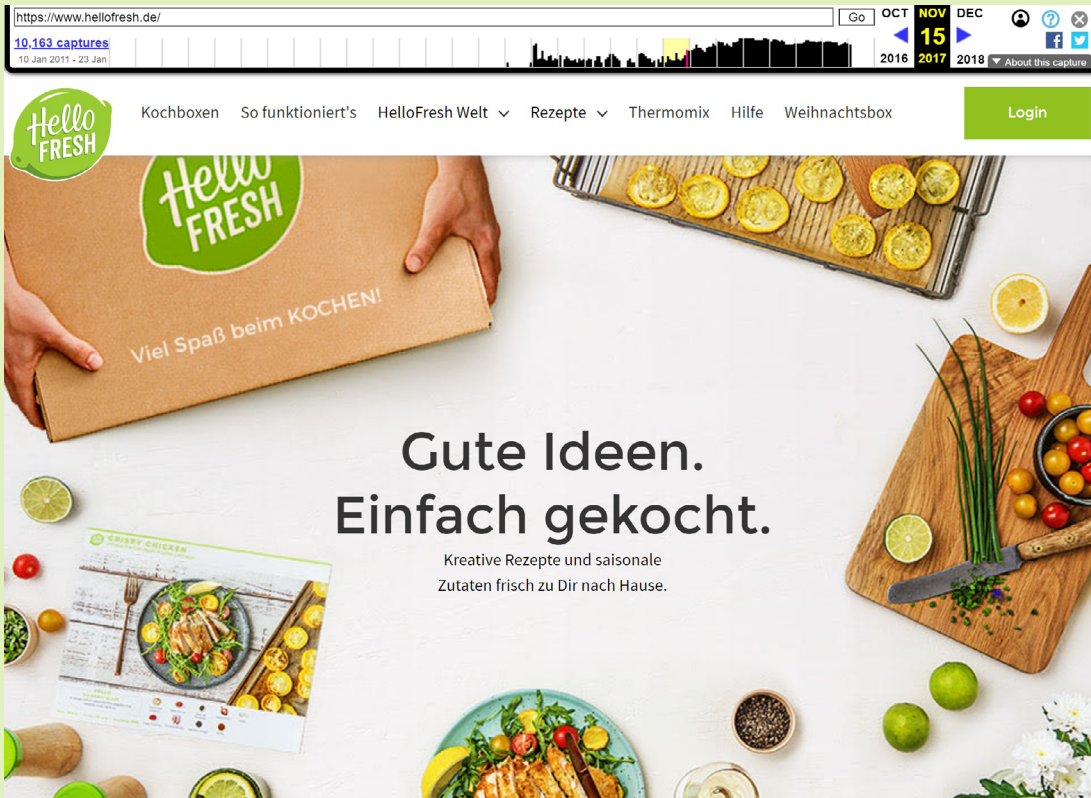 https://www.hellofresh.de/
Go
OCT NOV DEC
10,163 captures
15
10 Jan 2011 - 23 Jan
2016 2017 2018
▼ About this capture
Hello
FRESH
Kochboxen So funktioniert's HelloFresh Welt Rezepte Thermomix Hilfe Weihnachtsbox Login
Hello
FRESH
Viel Spaß beim KOCHEN!
Gute Ideen.
Einfach gekocht.
Kreative Rezepte und saisonale
Zutaten frisch zu Dir nach Hause.
CRISPY CHICKEN